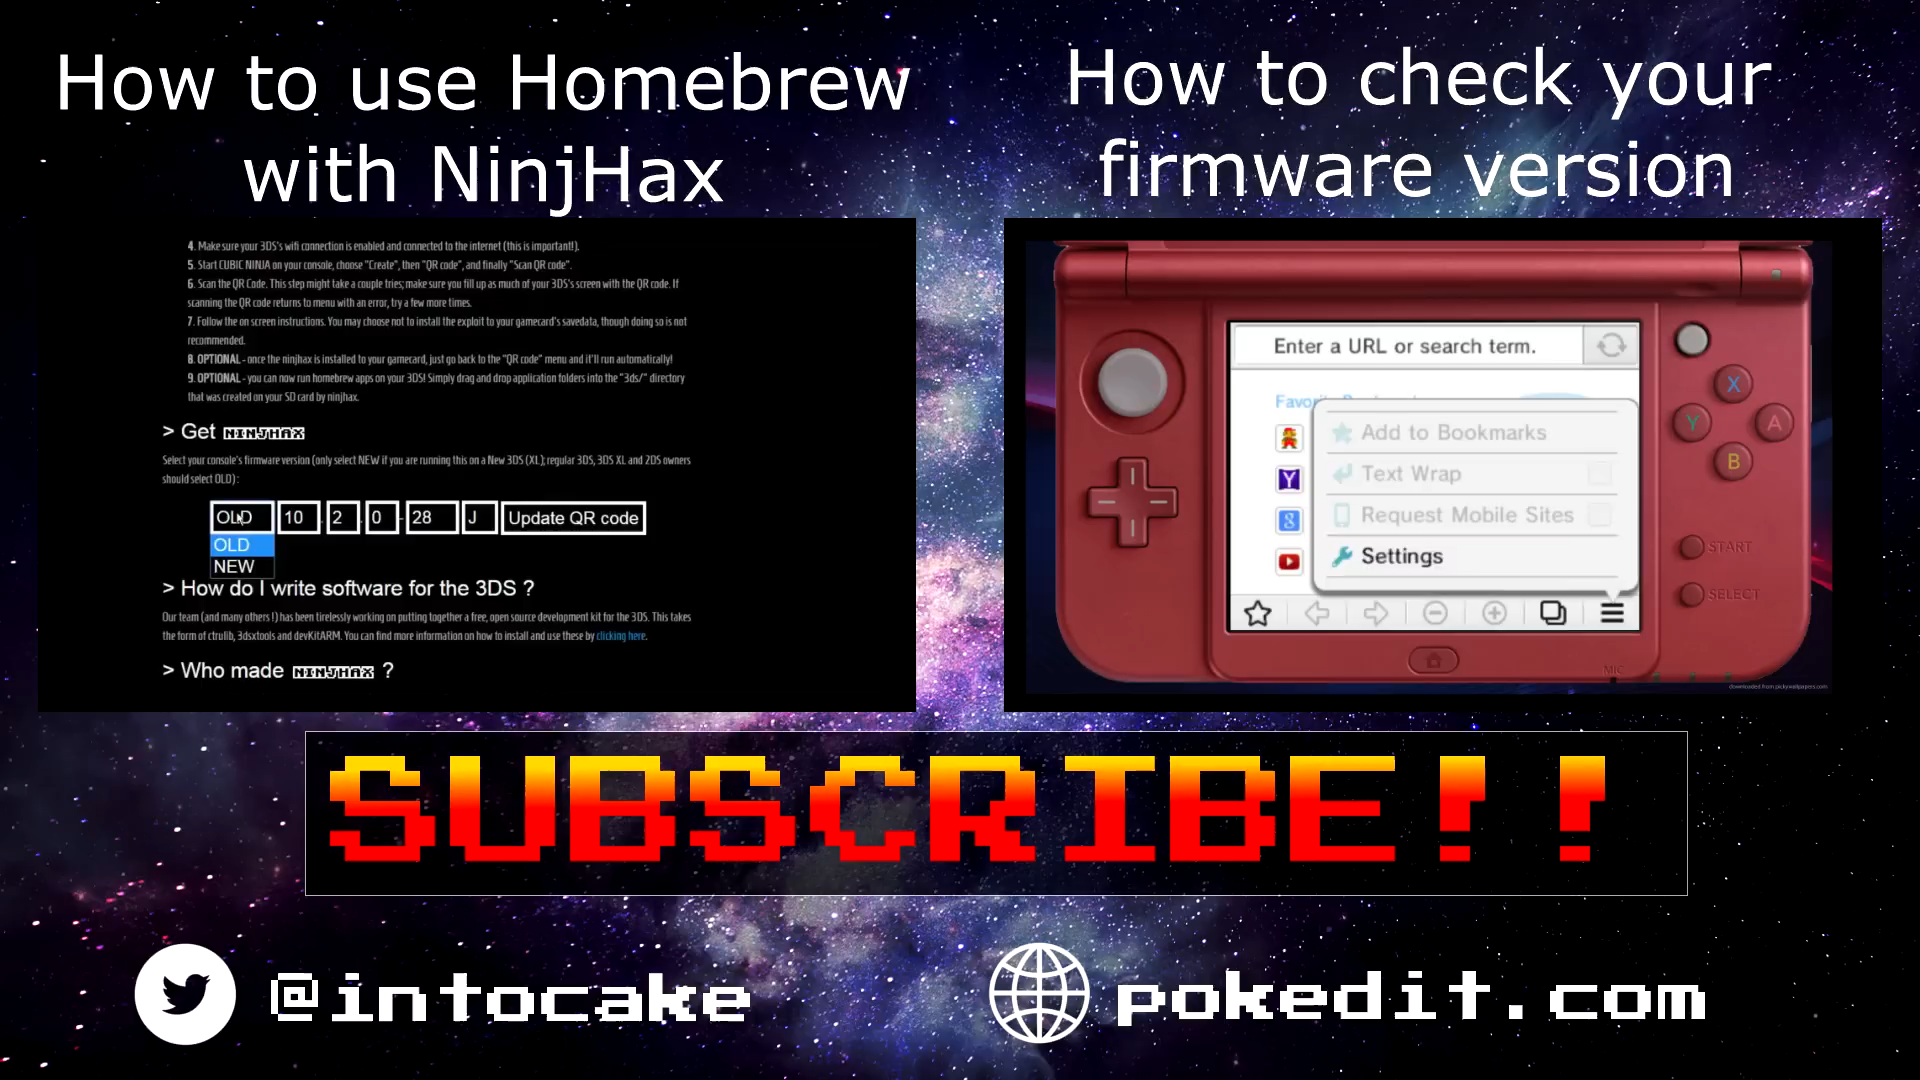 How to use Homebrew
with NinjHax
How to check your
firmware version
4. Make sure your 3DS's wifi connection is enabled and connected to the internet (this is important!).
5. Start CUBIC NINJA on your console, choose "Create", then "QR code", and finally "Scan QR code".
6. Scan the QR Code. This step might take a couple tries; make sure you fill up as much of your 3DS's screen with the QR code. If
scanning the QR code returns to menu with an error, try a few more times.
7. Follow the on screen instructions. You may choose not to install the exploit to your gamecard's savedata, though doing so is not
recommended.
8. OPTIONAL - once the ninjhax is installed to your gamecard, just go back to the "QR code" menu and it'll run automatically!
9. OPTIONAL - you can now run homebrew apps on your 3DS! Simply drag and drop application folders into the "3ds/" directory
that was created on your SD card by ninjhax.
> Get NINJHAX
Select your console's firmware version (only select NEW if you are running this on a New 3DS (XL); regular 3DS, 3DS XL and 2DS owners
should select OLD) :
OLD 10 . 2 . 0 - 28 J Update QR code
OLD
NEW
> How do I write software for the 3DS ?
Our team (and many others !) has been tirelessly working on putting together a free, open source development kit for the 3DS. This takes
the form of ctrulib, 3dsxtools and devKitARM. You can find more information on how to install and use these by clicking here.
> Who made NINJHAX ?
Enter a URL or search term.
Add to Bookmarks
Text Wrap
Request Mobile Sites
Settings
Y
8
X
Y
A
B
START
SELECT
MIC
downloaded from pickywallpapers.com
SUBSCRIBE!!
@intocake
pokedit.com